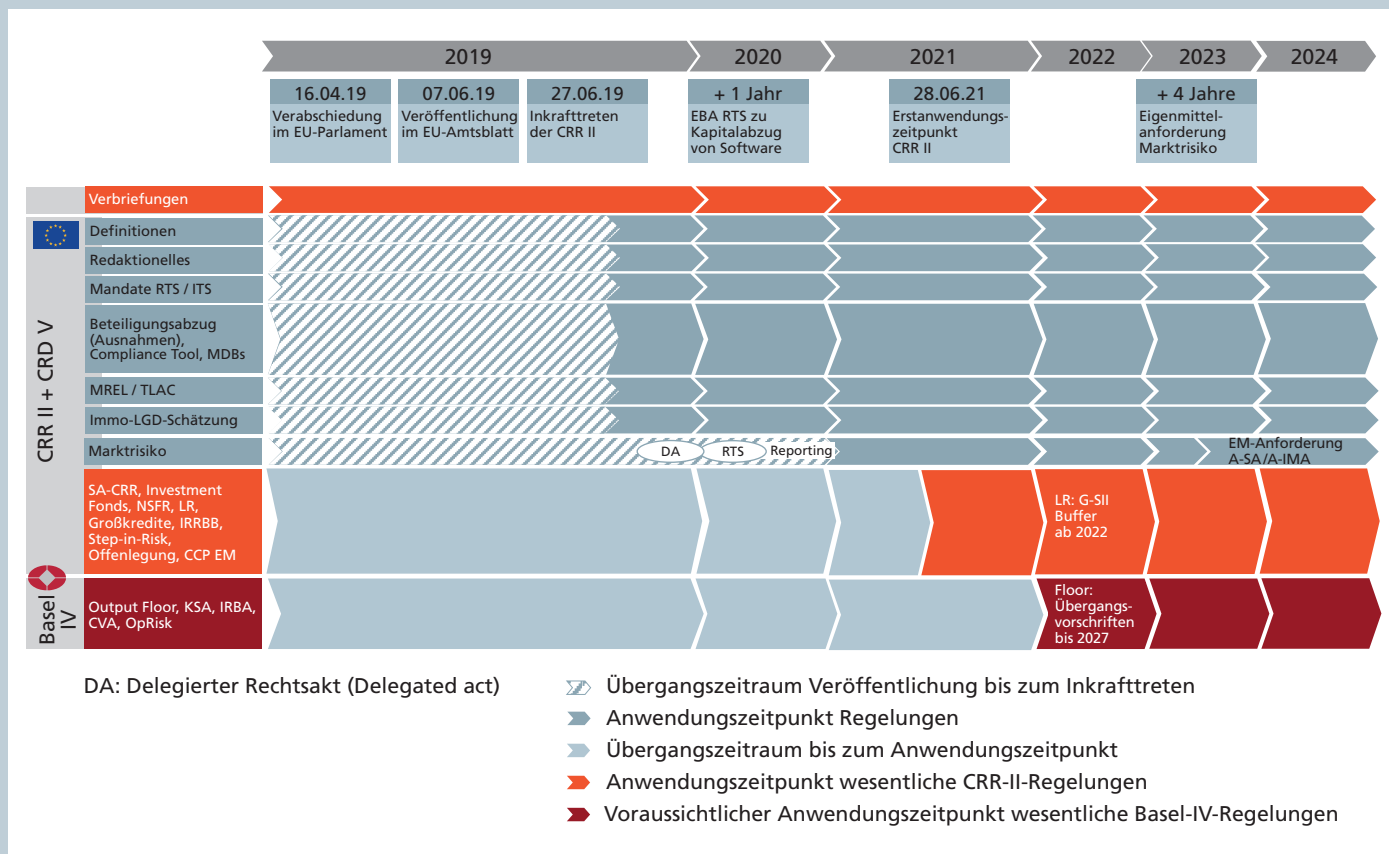 2019
2020
2021
2022
2023
2024
16.04.19
Verabschiedung
im EU-Parlament
07.06.19
Veröffentlichung
im EU-Amtsblatt
27.06.19
Inkrafttreten
der CRR II
+ 1 Jahr
EBA RTS zu
Kapitalabzug
von Software
28.06.21
Erstanwendungs-
zeitpunkt
CRR II
+ 4 Jahre
Eigenmittel-
anforderung
Marktrisiko
Verbriefungen
CRR II + CRD V
Definitionen
Redaktionelles
Mandate RTS / ITS
Beteiligungsabzug
(Ausnahmen),
Compliance Tool, MDBs
MREL / TLAC
Immo-LGD-Schätzung
Marktrisiko
DA
RTS
Reporting
EM-Anforderung
A-SA/A-IMA
SA-CRR, Investment
Fonds, NSFR, LR,
Großkredite, IRRBB,
Step-in-Risk,
Offenlegung, CCP EM
LR: G-SII
Buffer
ab 2022
Basel
IV
Output Floor, KSA, IRBA,
CVA, OpRisk
Floor:
Übergangs-
vorschriften
bis 2027
DA: Delegierter Rechtsakt (Delegated act)
Übergangszeitraum Veröffentlichung bis zum Inkrafttreten
Anwendungszeitpunkt Regelungen
Übergangszeitraum bis zum Anwendungszeitpunkt
Anwendungszeitpunkt wesentliche CRR-II-Regelungen
Voraussichtlicher Anwendungszeitpunkt wesentliche Basel-IV-Regelungen